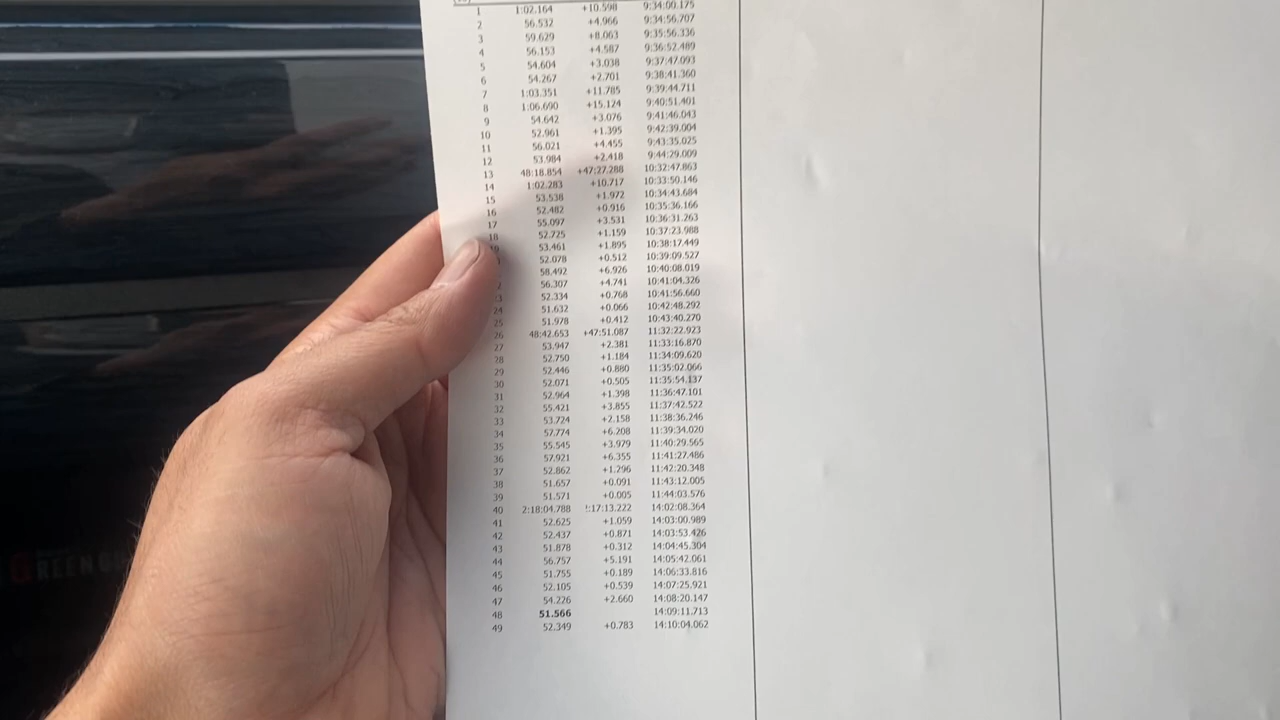 1 1:02.164 +10.598 9:34:00.175
2 56.532 +4.966 9:34:56.707
3 59.629 +8.063 9:35:56.336
4 56.153 +4.587 9:36:52.489
5 54.604 +3.038 9:37:47.093
6 54.267 +2.701 9:38:41.360
7 1:03.351 +11.785 9:39:44.711
8 1:06.690 +15.124 9:40:51.401
9 54.642 +3.076 9:41:46.043
10 52.961 +1.395 9:42:39.004
11 56.021 +4.455 9:43:35.025
12 53.984 +2.418 9:44:29.009
13 48:18.854 +47:27.288 10:32:47.863
14 1:02.283 +10.717 10:33:50.146
15 53.538 +1.972 10:34:43.684
16 52.482 +0.916 10:35:36.166
17 55.097 +3.531 10:36:31.263
18 52.725 +1.159 10:37:23.988
53.461 +1.895 10:38:17.449
52.078 +0.512 10:39:09.527
58.492 +6.926 10:40:08.019
2 56.307 +4.741 10:41:04.326
3 52.334 +0.768 10:41:56.660
24 51.632 +0.066 10:42:48.292
25 51.978 +0.412 10:43:40.270
26 48:42.653 +47:51.087 11:32:22.923
27 53.947 +2.381 11:33:16.870
28 52.750 +1.184 11:34:09.620
29 52.446 +0.880 11:35:02.066
30 52.071 +0.505 11:35:54.137
31 52.964 +1.398 11:36:47.101
32 55.421 +3.855 11:37:42.522
33 53.724 +2.158 11:38:36.246
34 57.774 +6.208 11:39:34.020
35 55.545 +3.979 11:40:29.565
36 57.921 +6.355 11:41:27.486
37 52.862 +1.296 11:42:20.348
38 51.657 +0.091 11:43:12.005
39 51.571 +0.005 11:44:03.576
40 2:18:04.788 !:17:13.222 14:02:08.364
41 52.625 +1.059 14:03:00.989
42 52.437 +0.871 14:03:53.426
43 51.878 +0.312 14:04:45.304
44 56.757 +5.191 14:05:42.061
45 51.755 +0.189 14:06:33.816
46 52.105 +0.539 14:07:25.921
47 54.226 +2.660 14:08:20.147
48 51.566 14:09:11.713
49 52.349 +0.783 14:10:04.062